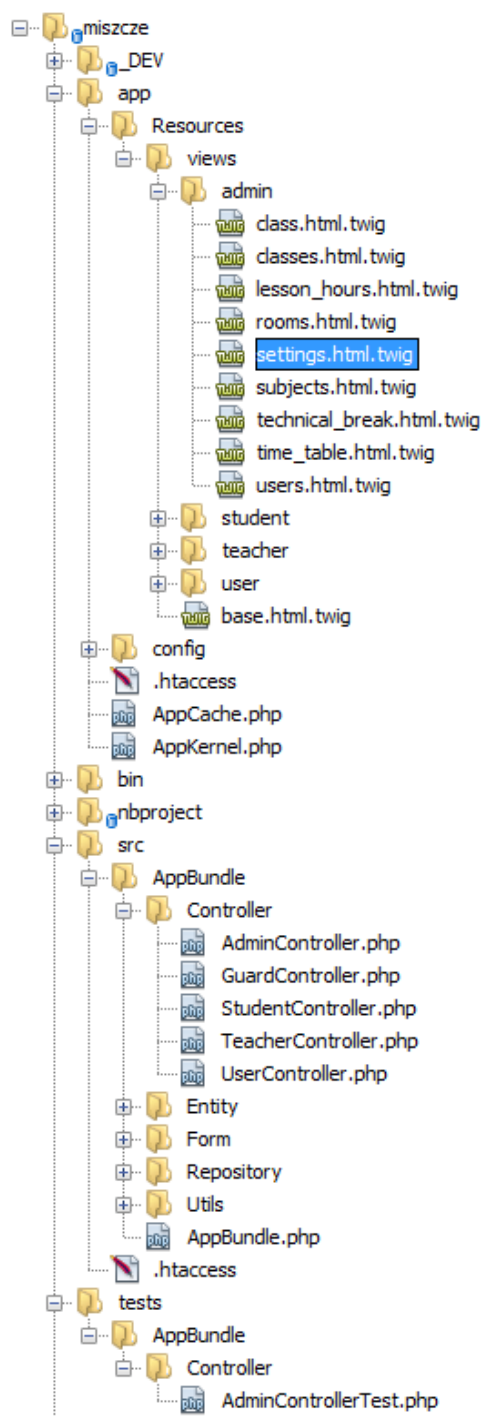 miszcze
_DEV
app
Resources
views
admin
class.html.twig
classes.html.twig
lesson_hours.html.twig
rooms.html.twig
settings.html.twig
subjects.html.twig
technical_break.html.twig
time_table.html.twig
users.html.twig
student
teacher
user
base.html.twig
config
.htaccess
AppCache.php
AppKernel.php
bin
nbproject
src
AppBundle
Controller
AdminController.php
GuardController.php
StudentController.php
TeacherController.php
UserController.php
Entity
Form
Repository
Utils
AppBundle.php
.htaccess
tests
AppBundle
Controller
AdminControllerTest.php